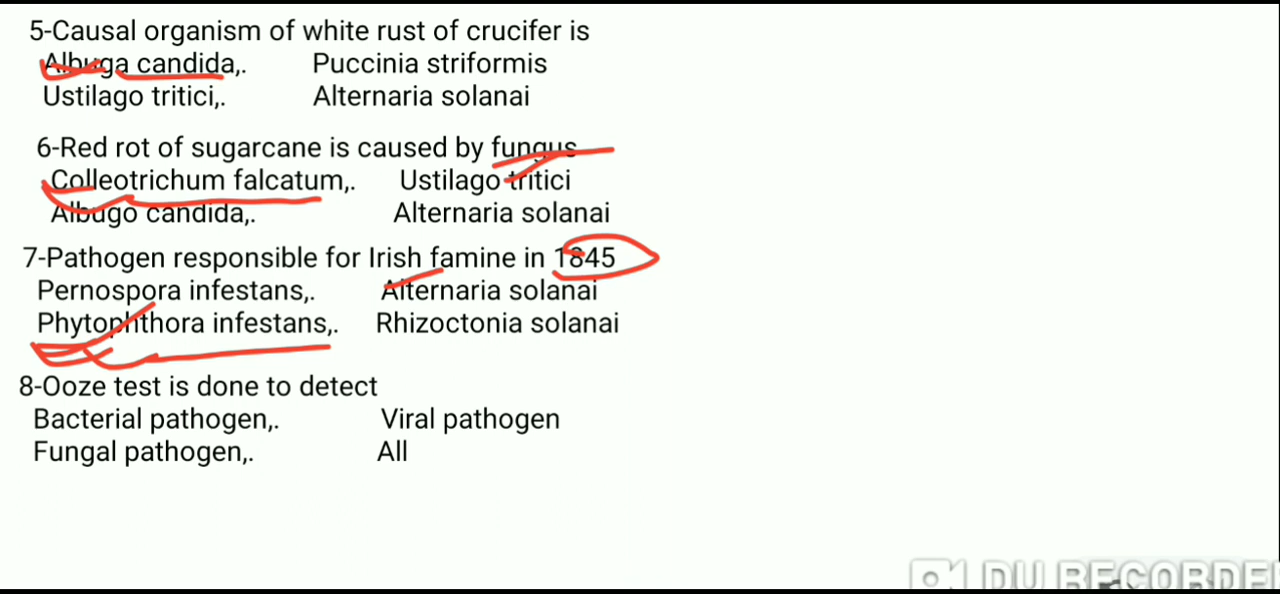 5-Causal organism of white rust of crucifer is
Albuga candida,. Puccinia striformis
Ustilago tritici,. Alternaria solanai
6-Red rot of sugarcane is caused by fungus
Colleotrichum falcatum,. Ustilago tritici
Albugo candida,. Alternaria solanai
7-Pathogen responsible for Irish famine in 1845
Pernospora infestans,. Alternaria solanai
Phytophthora infestans,. Rhizoctonia solanai
8-Ooze test is done to detect
Bacterial pathogen,. Viral pathogen
Fungal pathogen,. All
DU RECORDER